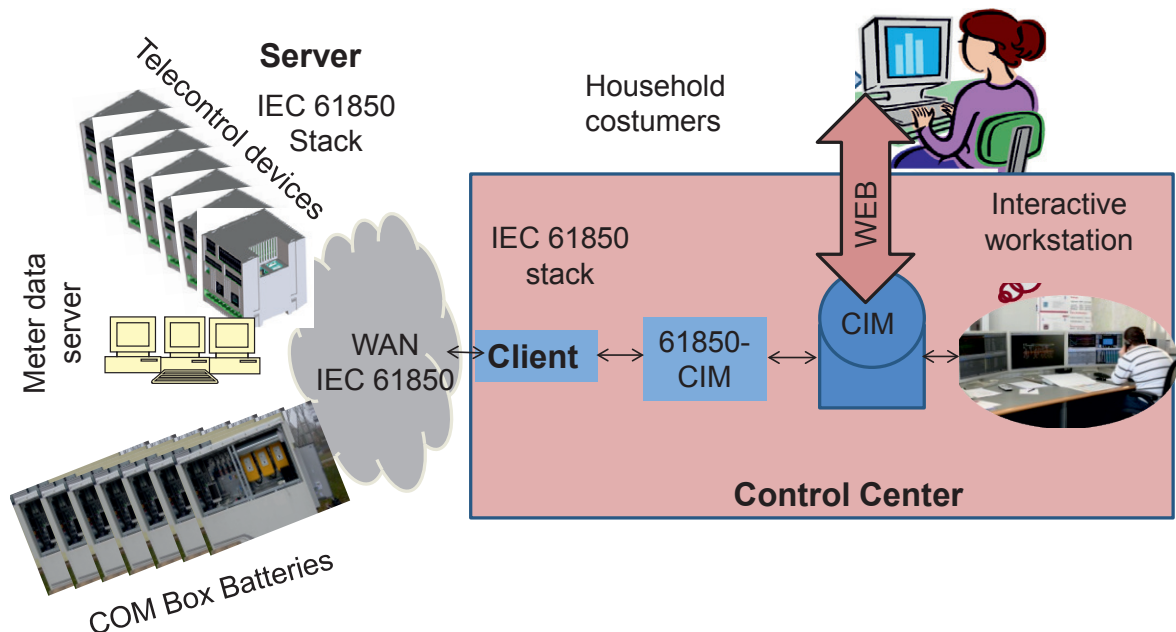 Server
IEC 61850
Stack
Telecontrol devices
Meter data
server
COM Box Batteries
WAN
IEC 61850
Household
costumers
WEB
IEC 61850
stack
Client
61850-
CIM
CIM
Interactive
workstation
Control Center